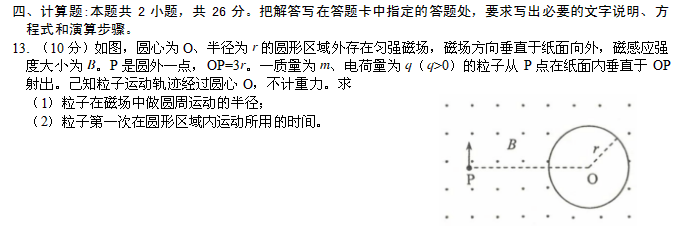 四、计算题:本题共 2 小题，共 26 分。把解答写在答题卡中指定的答题处，要求写出必要的文字说明、方
程式和演算步骤。
13. （10 分）如图，圆心为 O、半径为 r 的圆形区域外存在匀强磁场，磁场方向垂直于纸面向外，磁感应强
度大小为 B。P 是圆外一点，OP=3r。一质量为 m、电荷量为 q（q>0）的粒子从 P 点在纸面内垂直于 OP
射出。己知粒子运动轨迹经过圆心 O，不计重力。求
（1）粒子在磁场中做圆周运动的半径；
（2）粒子第一次在圆形区域内运动所用的时间。
B
r
P
O